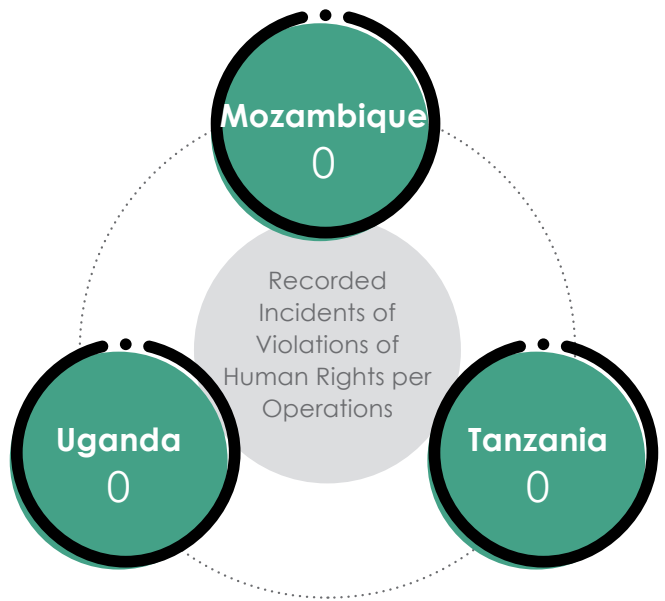 Mozambique
0
Recorded
Incidents of
Violations of
Human Rights per
Operations
Uganda
0
Tanzania
0